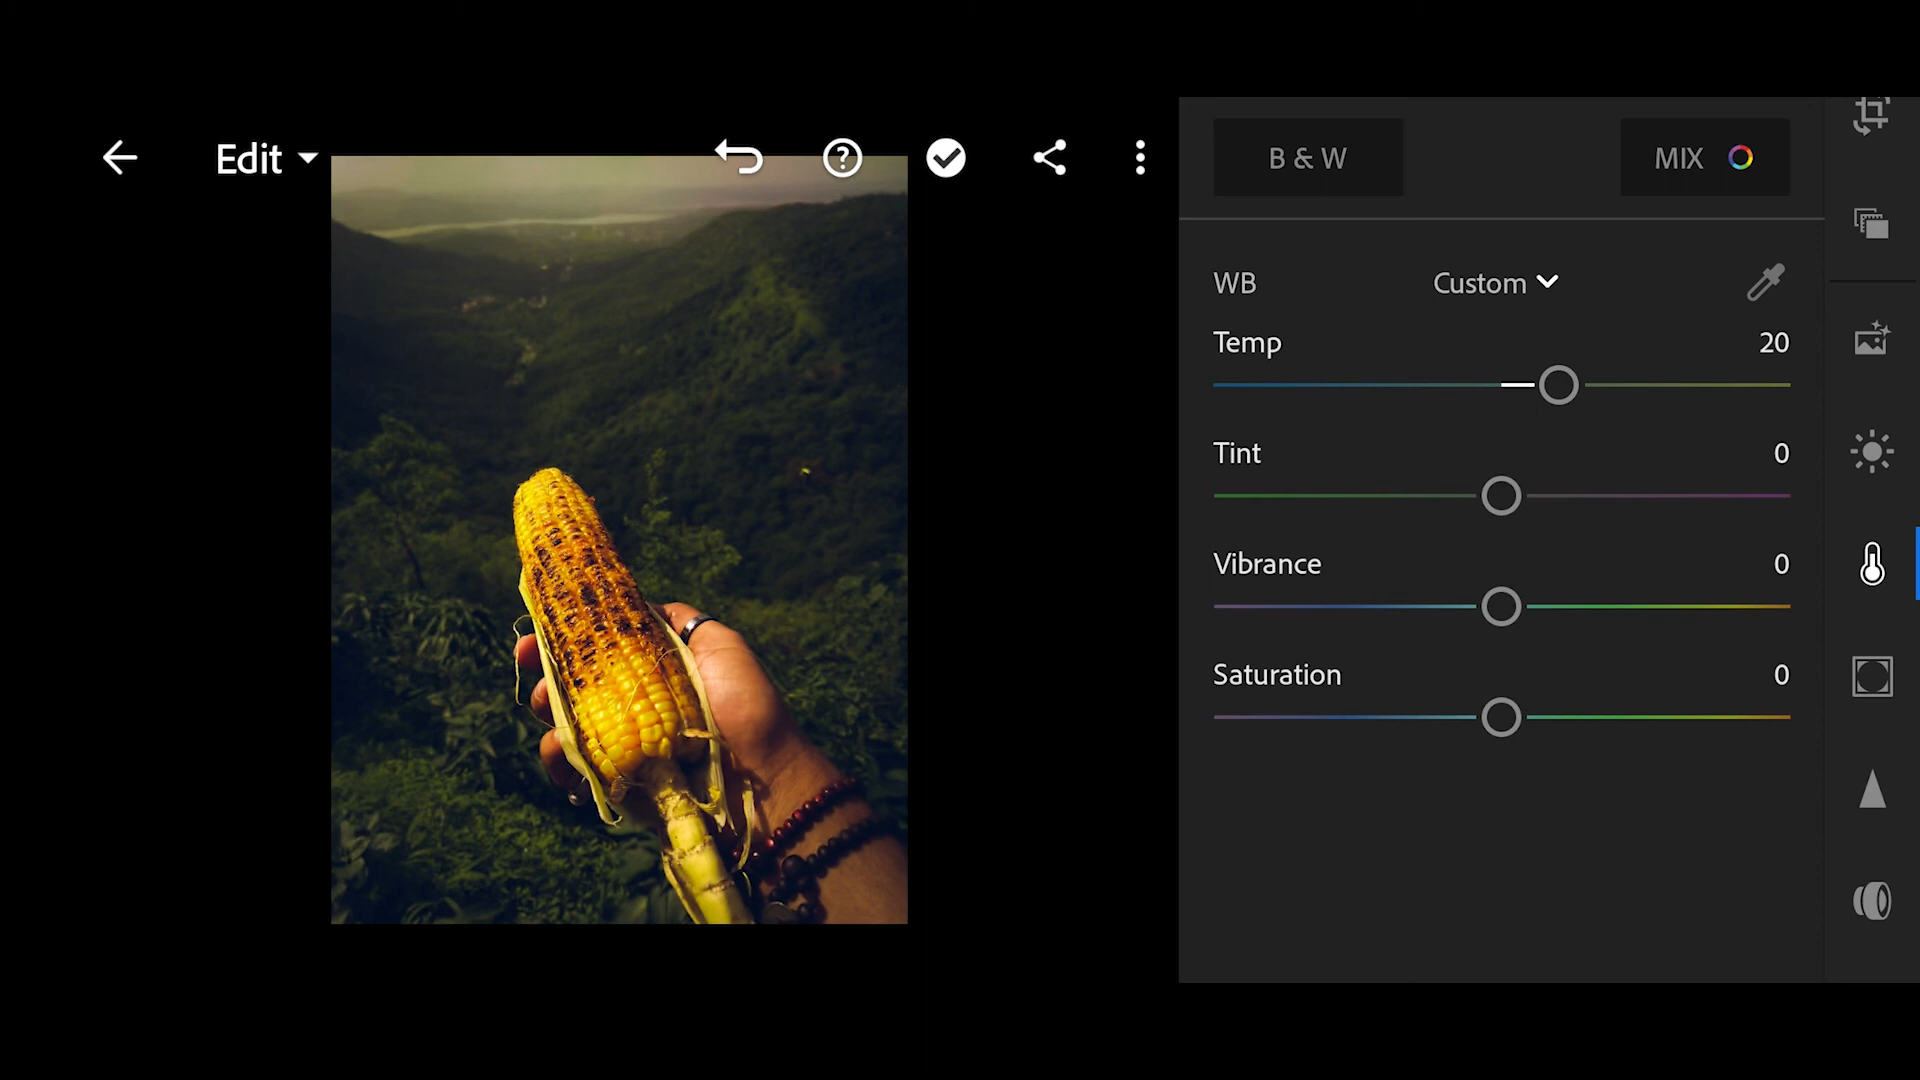 Edit
B & W
MIX
WB
Custom
Temp
20
Tint
0
Vibrance
0
Saturation
0